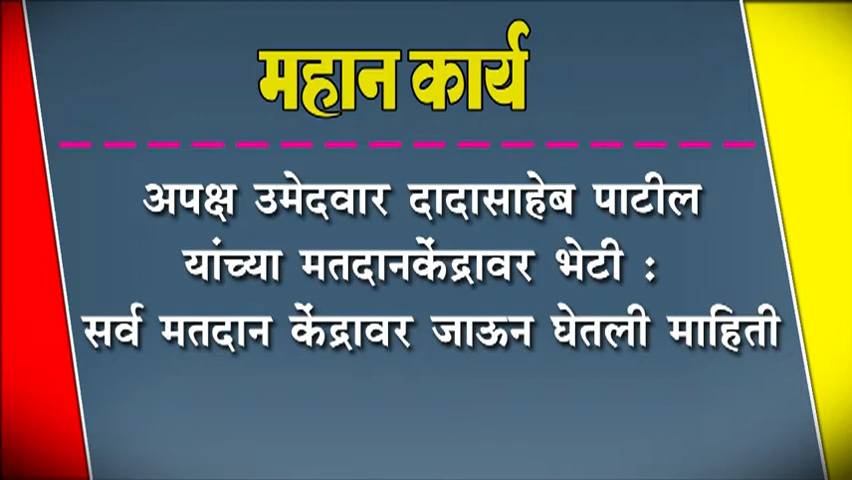 महान कार्य
अपक्ष उमेदवार दादासाहेब पाटील
यांच्या मतदानकेंद्रावर भेटी :
सर्व मतदान केंद्रावर जाऊन घेतली माहिती